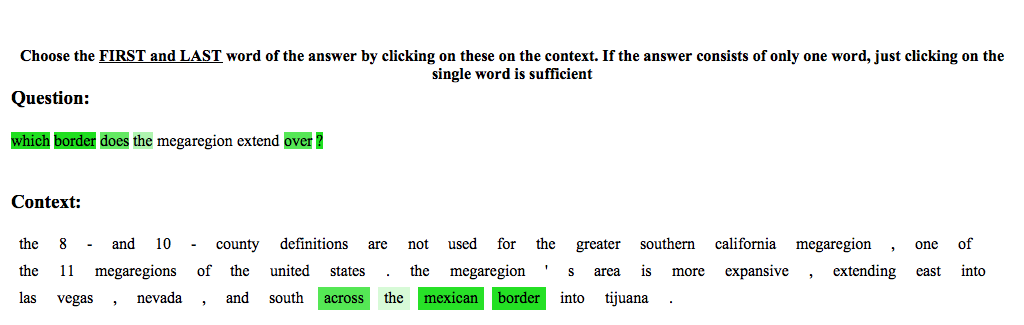 Choose the FIRST and LAST word of the answer by clicking on these on the context. If the answer consists of only one word, just clicking on the
single word is sufficient
Question:
which border does the megaregion extend over ?
Context:
the 8 - and 10 - county definitions are not used for the greater southern california megaregion , one of
the 11 megaregions of the united states . the megaregion ' s area is more expansive , extending east into
las vegas , nevada , and south across the mexican border into tijuana .